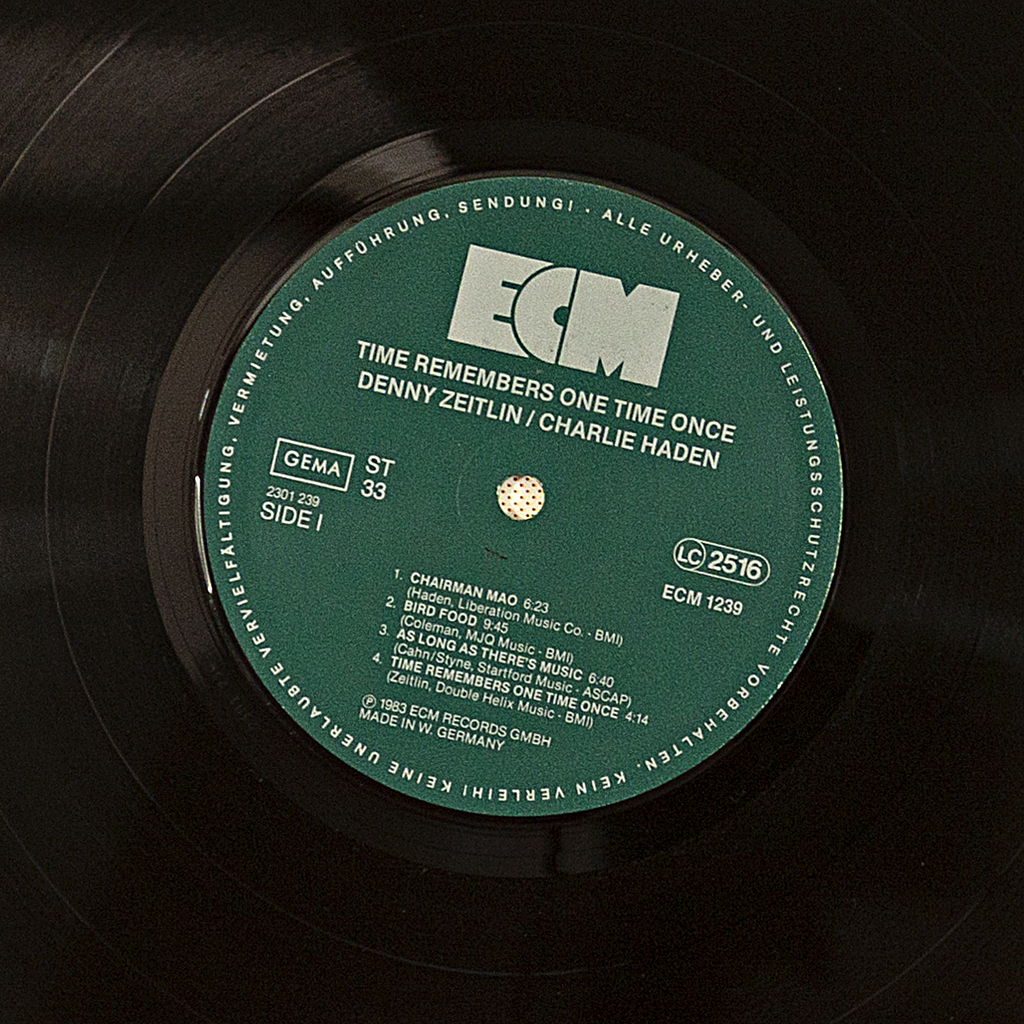 ECM
TIME REMEMBERS ONE TIME ONCE
DENNY ZEITLIN / CHARLIE HADEN
GEMA
ST
33
2301 239
SIDE I
LC 2516
ECM 1239
1. CHAIRMAN MAO 6:23
(Haden, Liberation Music Co. - BMI)
2. BIRD FOOD 9:45
(Coleman, MJQ Music - BMI)
3. AS LONG AS THERE'S MUSIC 6:40
(Cahn/Styne, Startford Music - ASCAP)
4. TIME REMEMBERS ONE TIME ONCE 4:14
(Zeitlin, Double Helix Music - BMI)
℗ 1983 ECM RECORDS GMBH
MADE IN W. GERMANY
ALLE URHEBER- UND LEISTUNGSSCHUTZRECHTE VORBEHALTEN. KEIN VERLEIH! KEINE UNERLAUBTE VERVIELFÄLTIGUNG, VERMIETUNG, AUFFÜHRUNG, SENDUNG! -